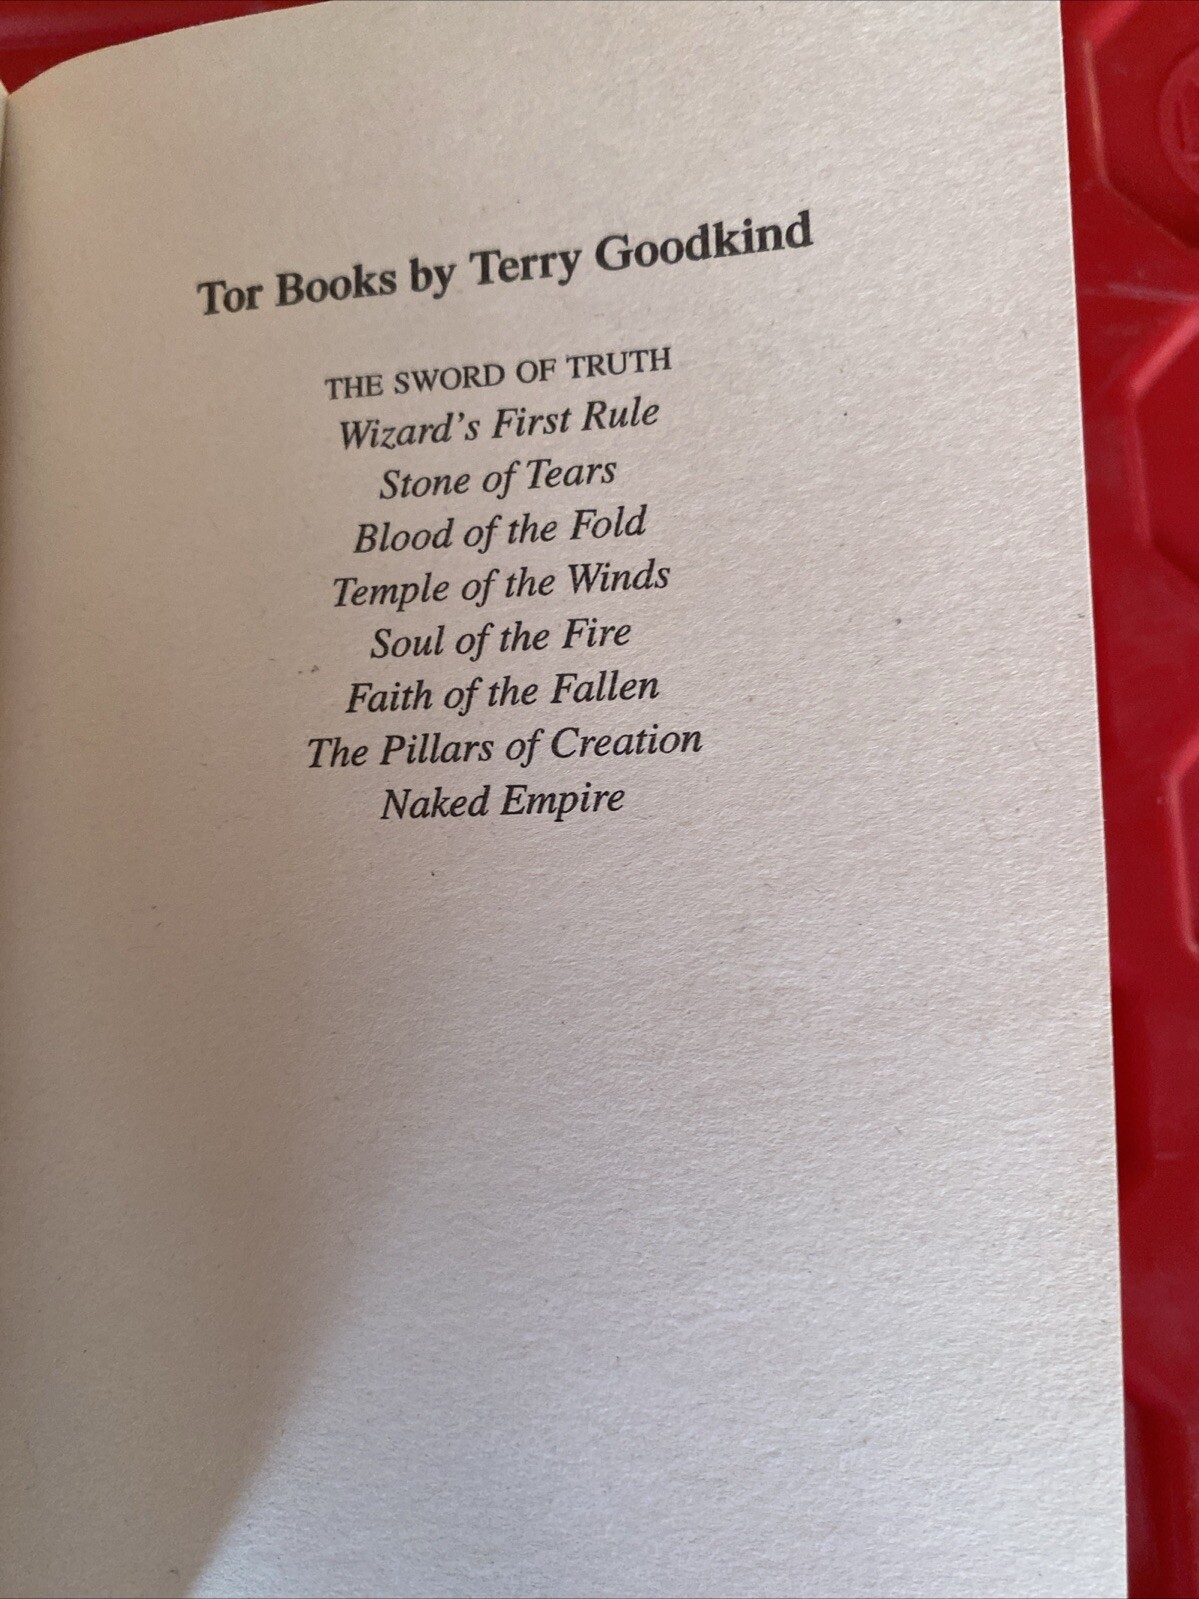 Tor Books by Terry Goodkind
THE SWORD OF TRUTH
Wizard's First Rule
Stone of Tears
Blood of the Fold
Temple of the Winds
Soul of the Fire
Faith of the Fallen
The Pillars of Creation
Naked Empire